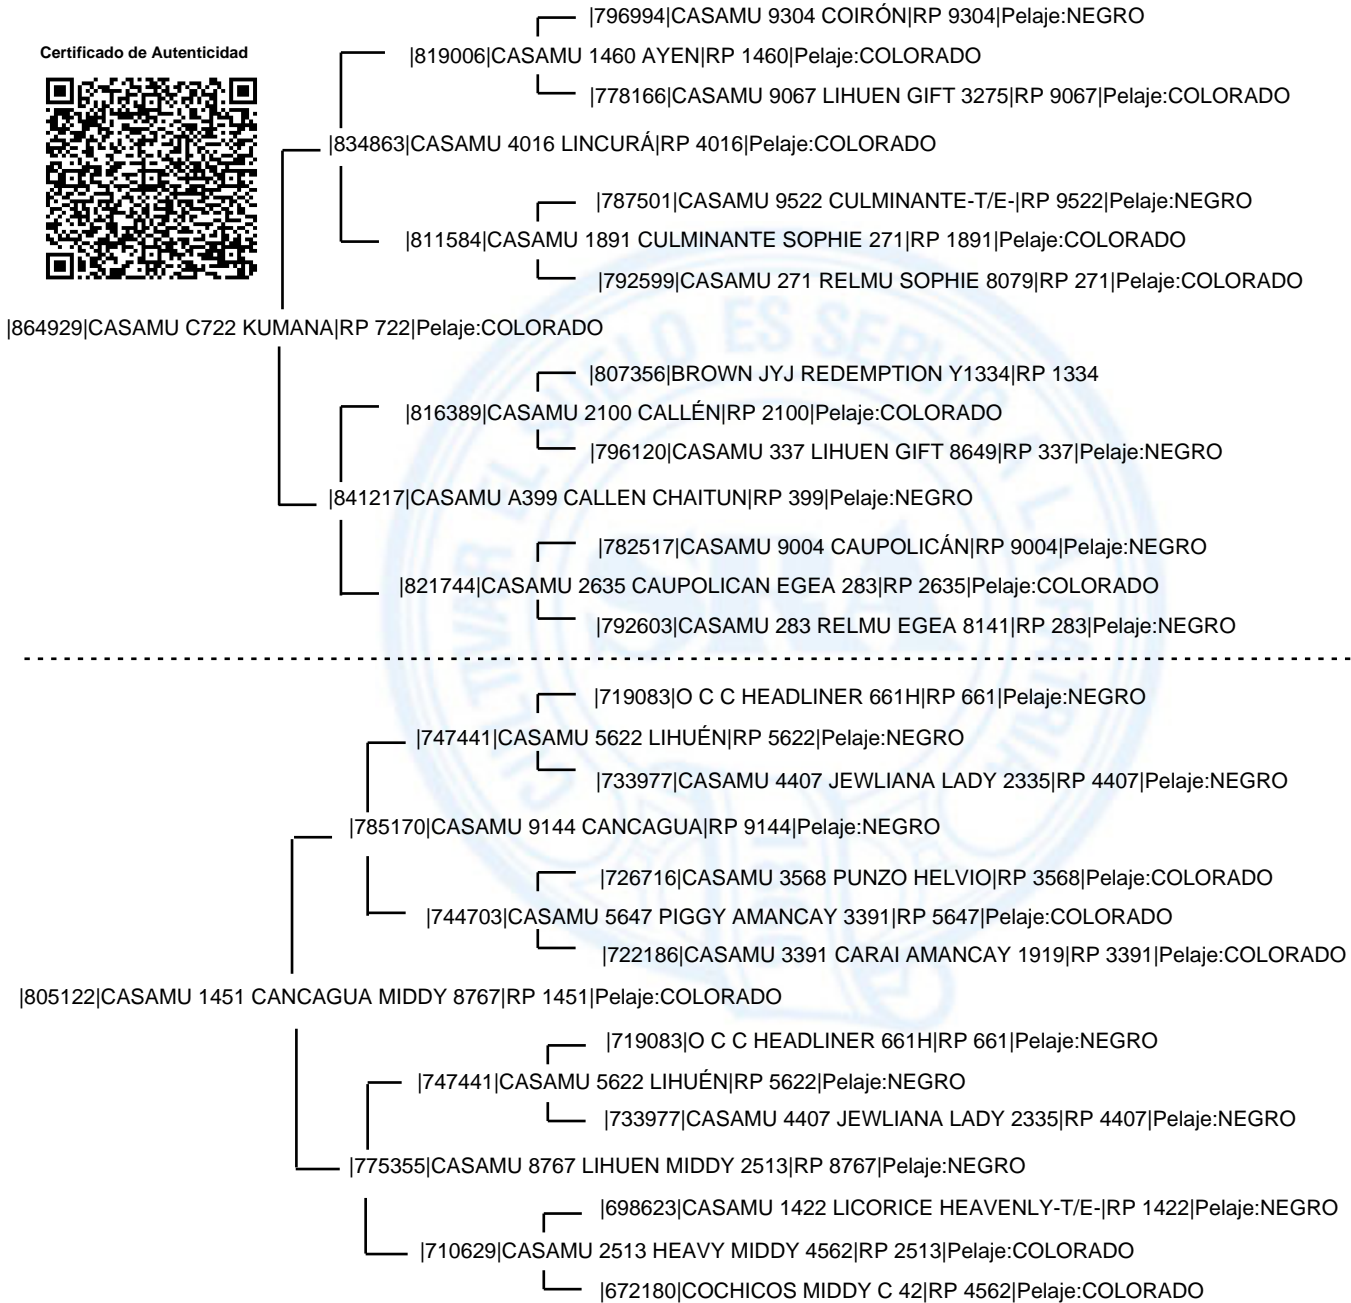 |796994|CASAMU 9304 COIRÓN|RP 9304|Pelaje:NEGRO
Certificado de Autenticidad
|819006|CASAMU 1460 AYEN|RP 1460|Pelaje:COLORADO
|778166|CASAMU 9067 LIHUEN GIFT 3275|RP 9067|Pelaje:COLORADO
|834863|CASAMU 4016 LINCURÁ|RP 4016|Pelaje:COLORADO
|787501|CASAMU 9522 CULMINANTE-T/E-|RP 9522|Pelaje:NEGRO
|811584|CASAMU 1891 CULMINANTE SOPHIE 271|RP 1891|Pelaje:COLORADO
|792599|CASAMU 271 RELMU SOPHIE 8079|RP 271|Pelaje:COLORADO
|864929|CASAMU C722 KUMANA|RP 722|Pelaje:COLORADO
|807356|BROWN JYJ REDEMPTION Y1334|RP 1334
|816389|CASAMU 2100 CALLÉN|RP 2100|Pelaje:COLORADO
|796120|CASAMU 337 LIHUEN GIFT 8649|RP 337|Pelaje:NEGRO
|841217|CASAMU A399 CALLEN CHAITUN|RP 399|Pelaje:NEGRO
|782517|CASAMU 9004 CAUPOLICÁN|RP 9004|Pelaje:NEGRO
|821744|CASAMU 2635 CAUPOLICAN EGEA 283|RP 2635|Pelaje:COLORADO
|792603|CASAMU 283 RELMU EGEA 8141|RP 283|Pelaje:NEGRO
|719083|O C C HEADLINER 661H|RP 661|Pelaje:NEGRO
|747441|CASAMU 5622 LIHUÉN|RP 5622|Pelaje:NEGRO
|733977|CASAMU 4407 JEWLIANA LADY 2335|RP 4407|Pelaje:NEGRO
|785170|CASAMU 9144 CANCAGUA|RP 9144|Pelaje:NEGRO
|726716|CASAMU 3568 PUNZO HELVIO|RP 3568|Pelaje:COLORADO
|744703|CASAMU 5647 PIGGY AMANCAY 3391|RP 5647|Pelaje:COLORADO
|722186|CASAMU 3391 CARAI AMANCAY 1919|RP 3391|Pelaje:COLORADO
|805122|CASAMU 1451 CANCAGUA MIDDY 8767|RP 1451|Pelaje:COLORADO
|719083|O C C HEADLINER 661H|RP 661|Pelaje:NEGRO
|747441|CASAMU 5622 LIHUÉN|RP 5622|Pelaje:NEGRO
|733977|CASAMU 4407 JEWLIANA LADY 2335|RP 4407|Pelaje:NEGRO
|775355|CASAMU 8767 LIHUEN MIDDY 2513|RP 8767|Pelaje:NEGRO
|698623|CASAMU 1422 LICORICE HEAVENLY-T/E-|RP 1422|Pelaje:NEGRO
|710629|CASAMU 2513 HEAVY MIDDY 4562|RP 2513|Pelaje:COLORADO
|672180|COCHICOS MIDDY C 42|RP 4562|Pelaje:COLORADO
CULTIVAR EL SUELO ES SERVIR A LA PATRIA
SRA
1866